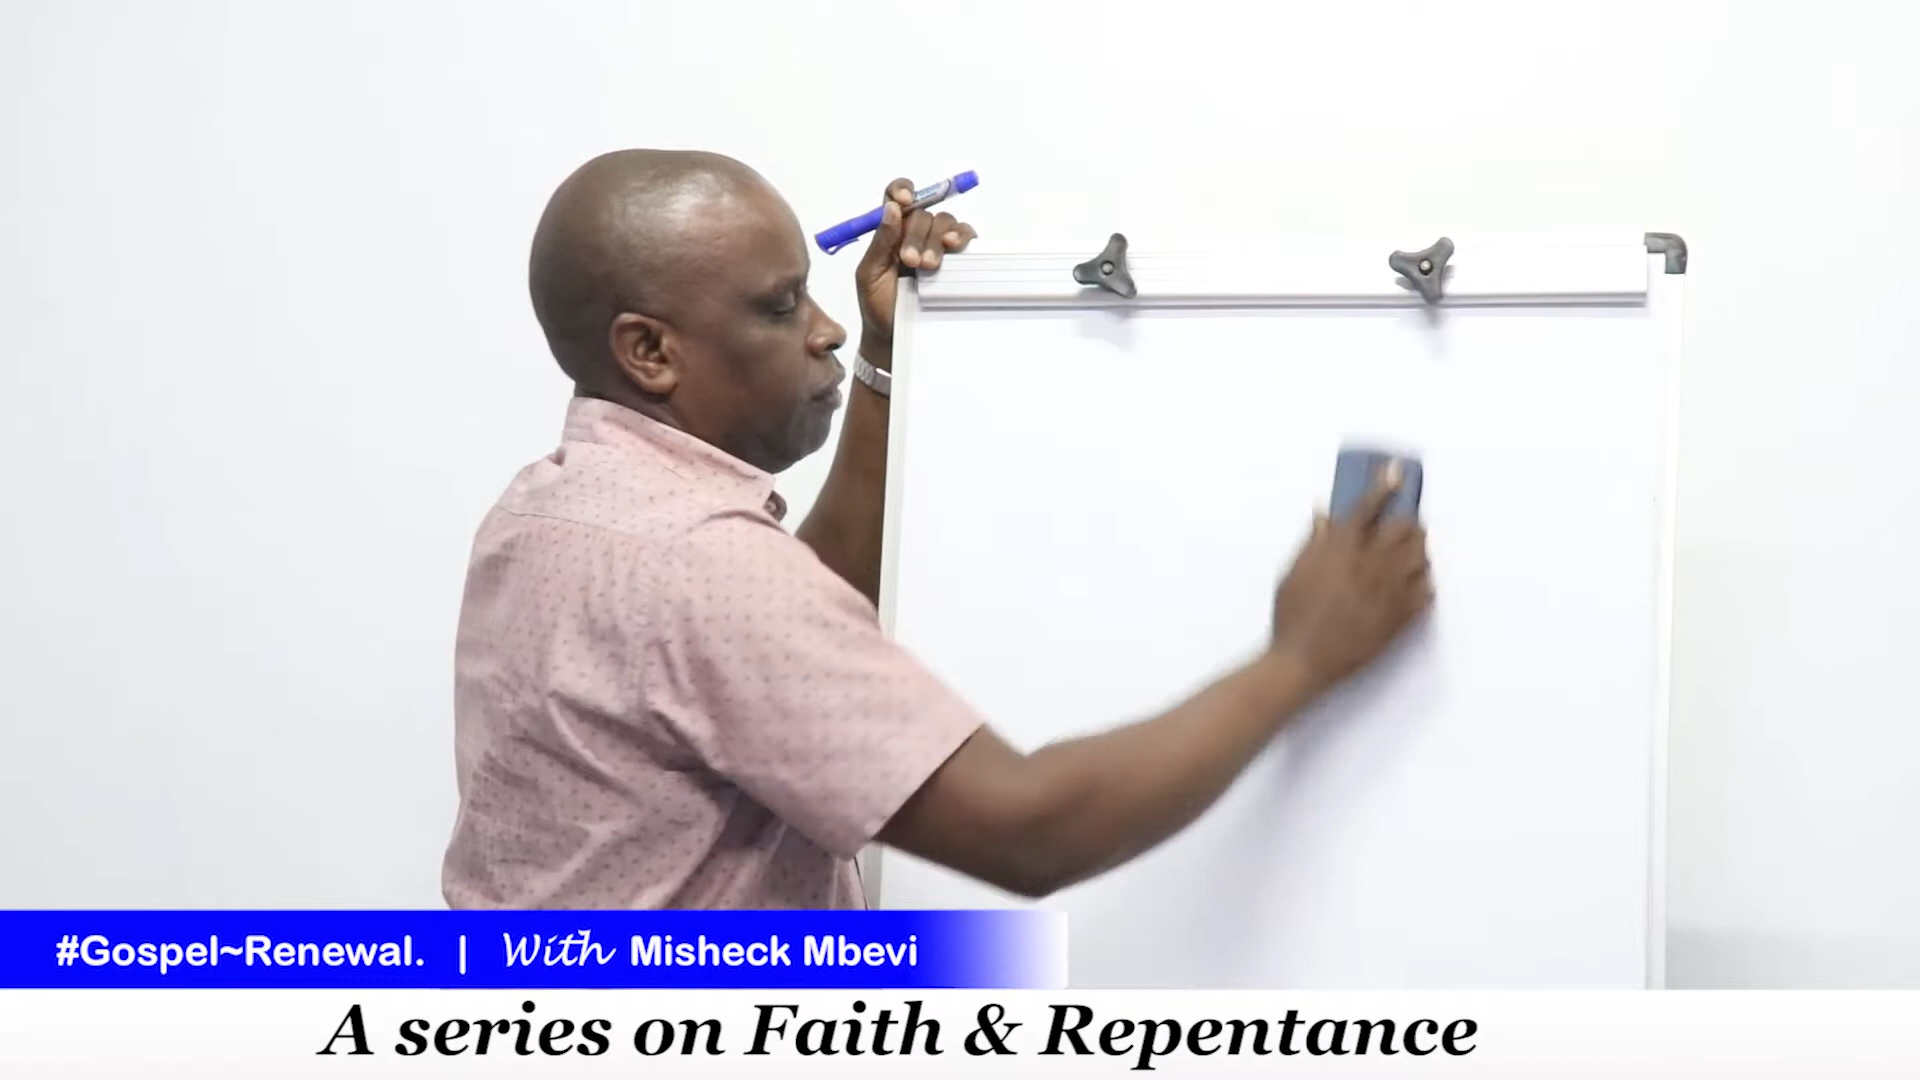 #Gospel~Renewal. | With Misheck Mbevi
A series on Faith & Repentance